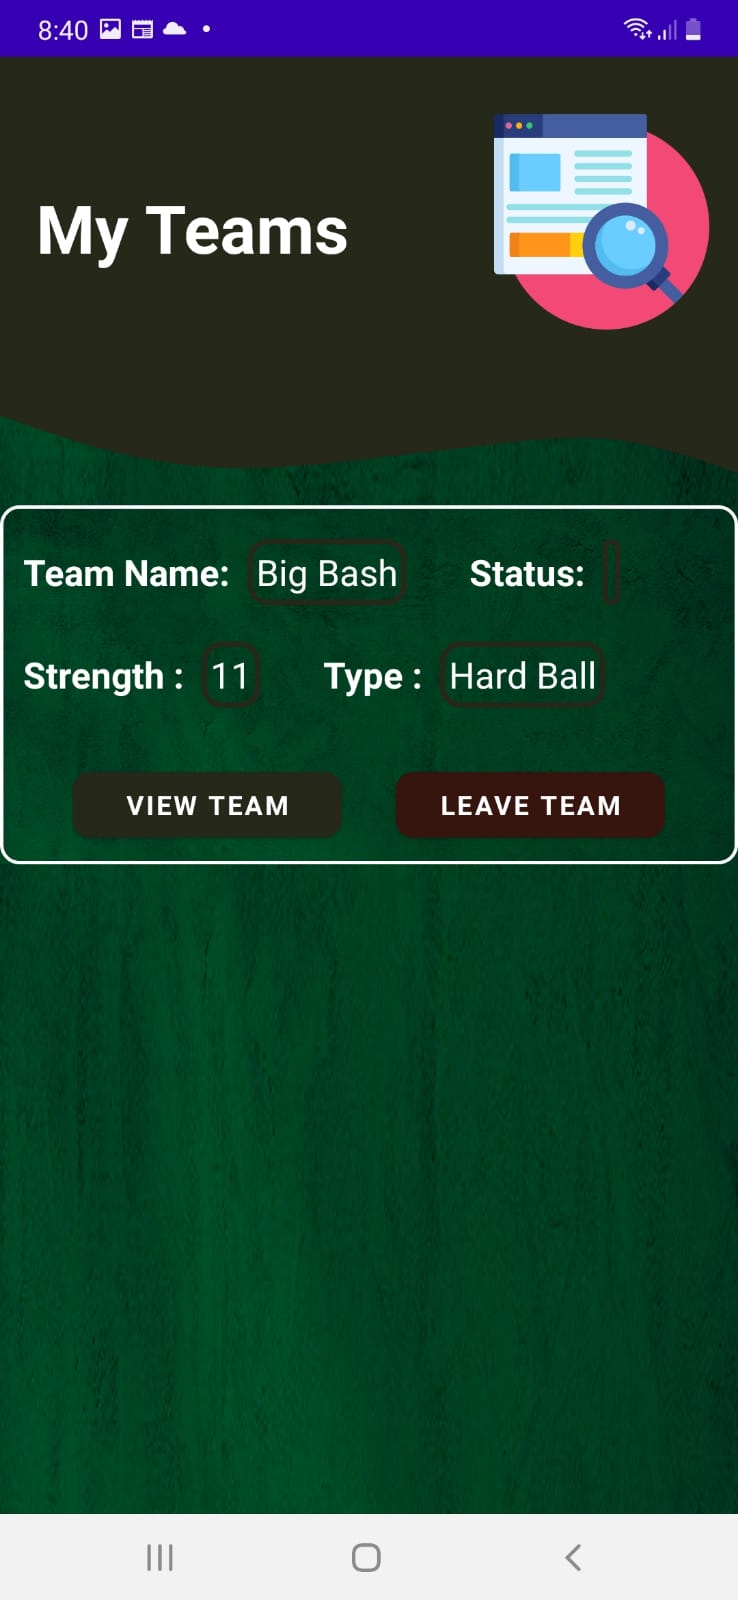 8:40
My Teams
Team Name: Big Bash Status:
Strength : 11 Type : Hard Ball
VIEW TEAM LEAVE TEAM